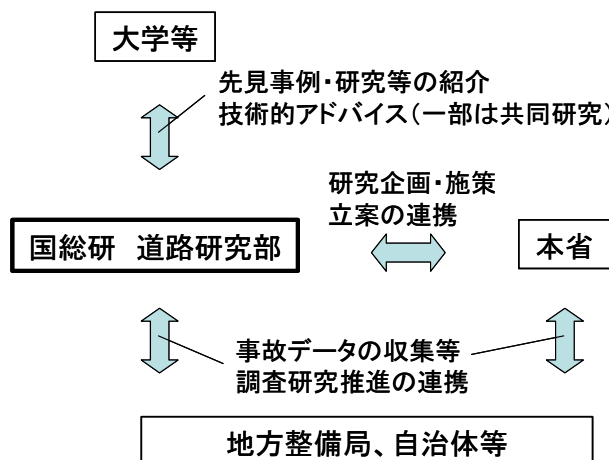 大学等
先見事例・研究等の紹介
技術的アドバイス（一部は共同研究）
研究企画・施策
立案の連携
国総研　道路研究部
本省
事故データの収集等
調査研究推進の連携
地方整備局、自治体等